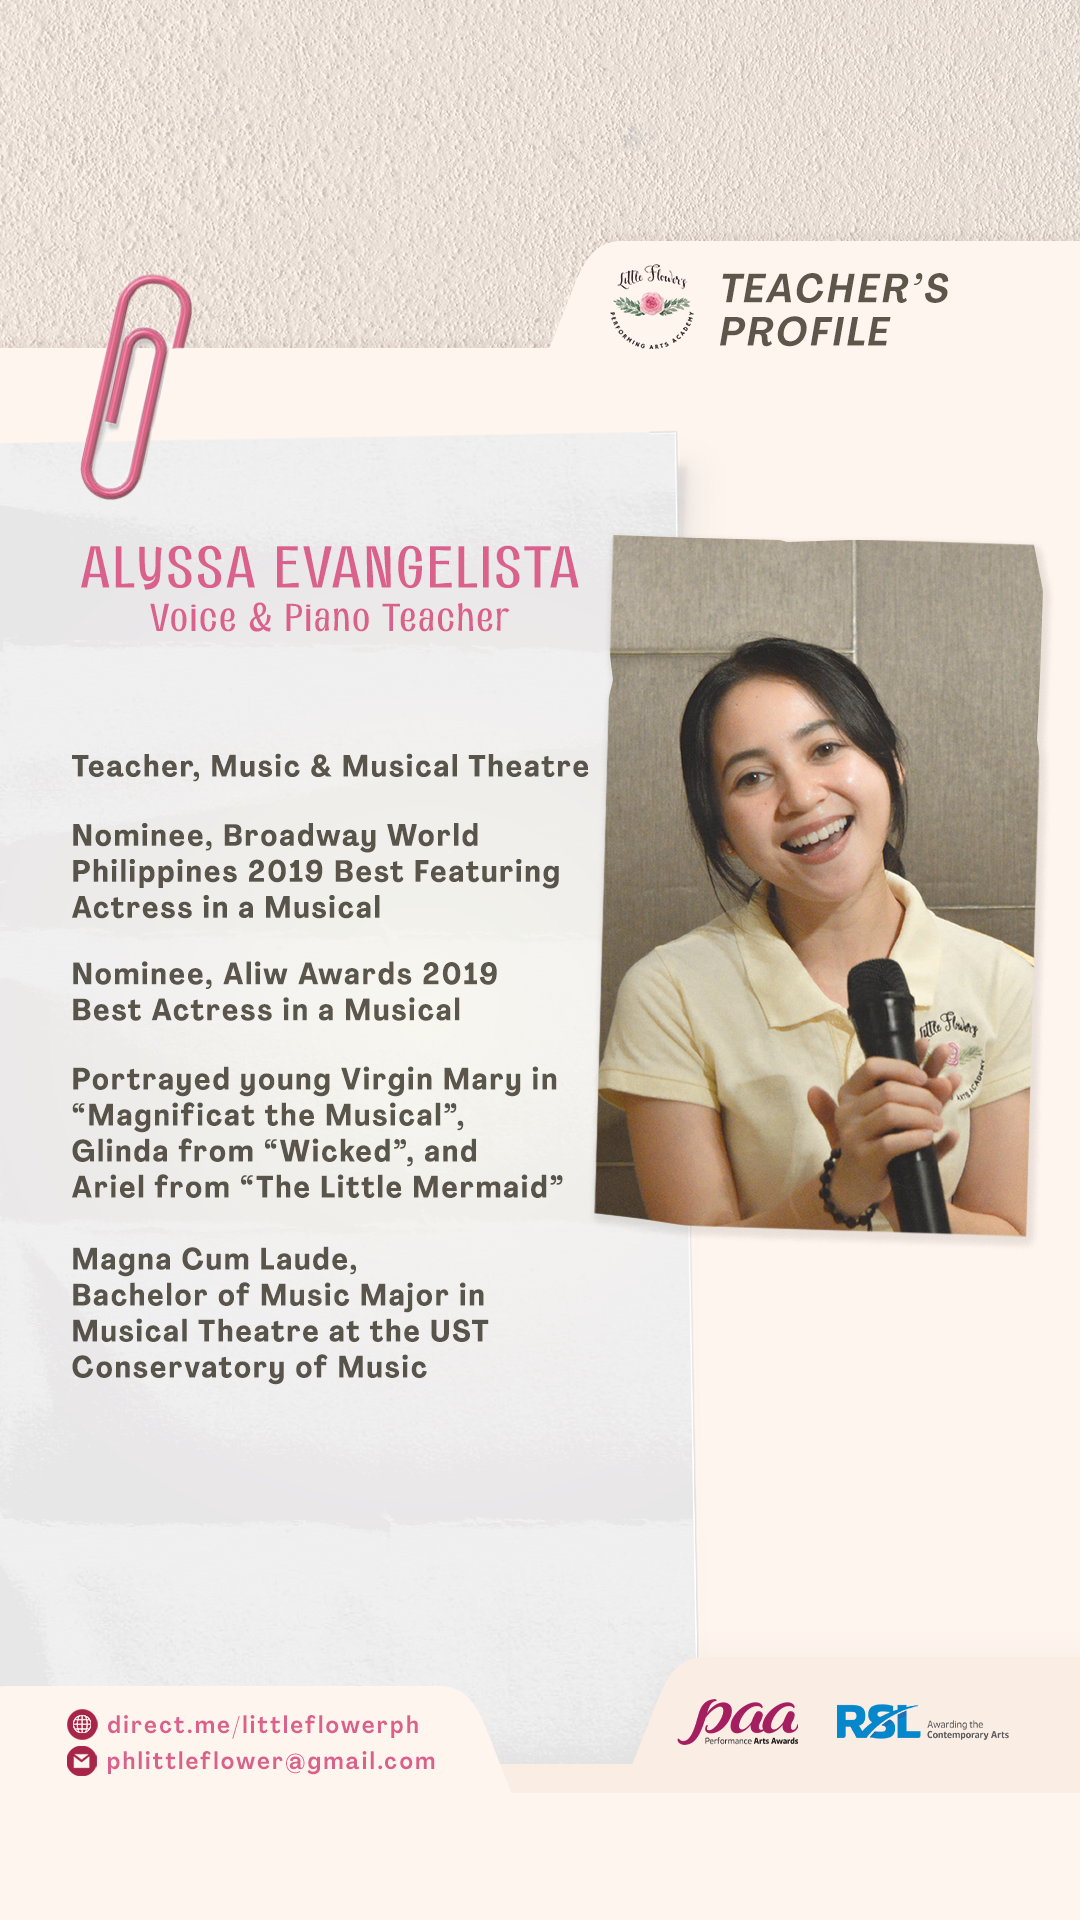 Little Flower's
PERFORMING ARTS ACADEMY
TEACHER’S
PROFILE
ALYSSA EVANGELISTA
Voice & Piano Teacher
Teacher, Music & Musical Theatre
Nominee, Broadway World
Philippines 2019 Best Featuring
Actress in a Musical
Nominee, Aliw Awards 2019
Best Actress in a Musical
Portrayed young Virgin Mary in
“Magnificat the Musical”,
Glinda from “Wicked”, and
Ariel from “The Little Mermaid”
Magna Cum Laude,
Bachelor of Music Major in
Musical Theatre at the UST
Conservatory of Music
Little Flower's
ARTS ACADEMY
direct.me/littleflowerph
phlittleflower@gmail.com
paa
Performance Arts Awards
RSL
Awarding the
Contemporary Arts